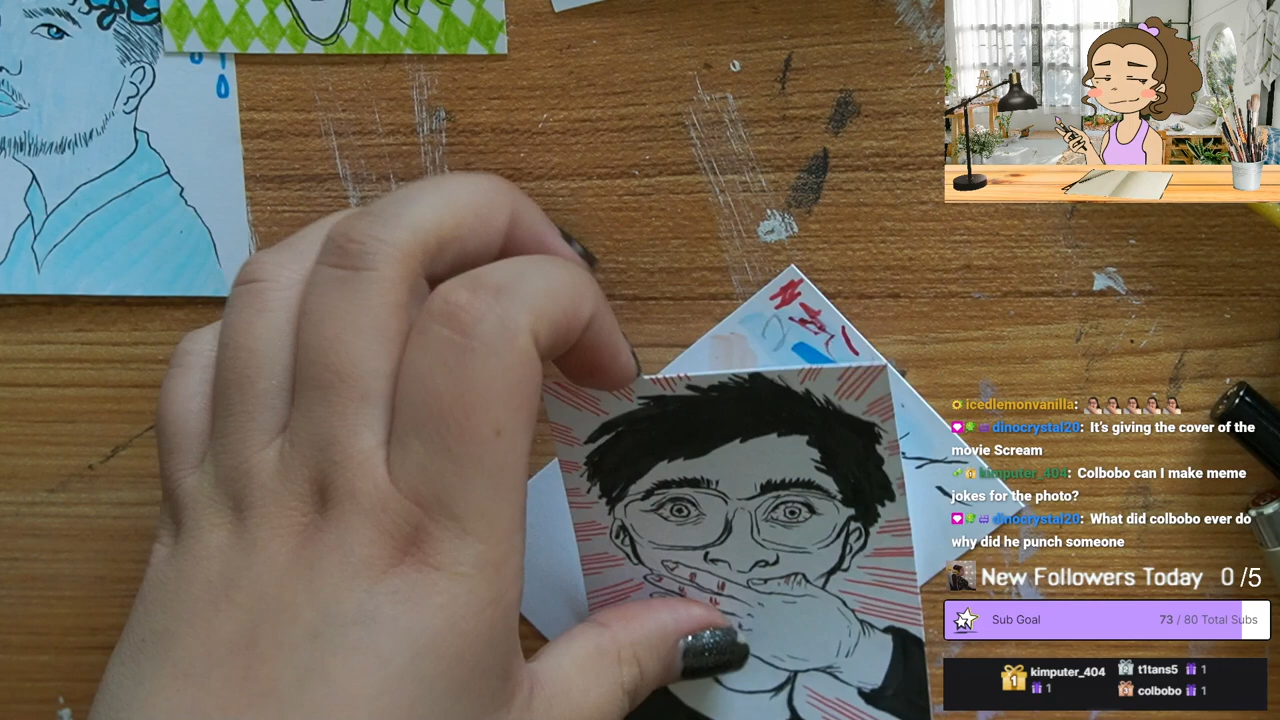 icedlemonvanilla:
dinocrystal20: It's giving the cover of the
movie Scream
kimputer_404: Colbobo can I make meme
jokes for the photo?
dinocrystal20: What did colbobo ever do
why did he punch someone
New Followers Today 0 /5
Sub Goal 73 / 80 Total Subs
kimputer_404 1
t1tans5 1
colbobo 1